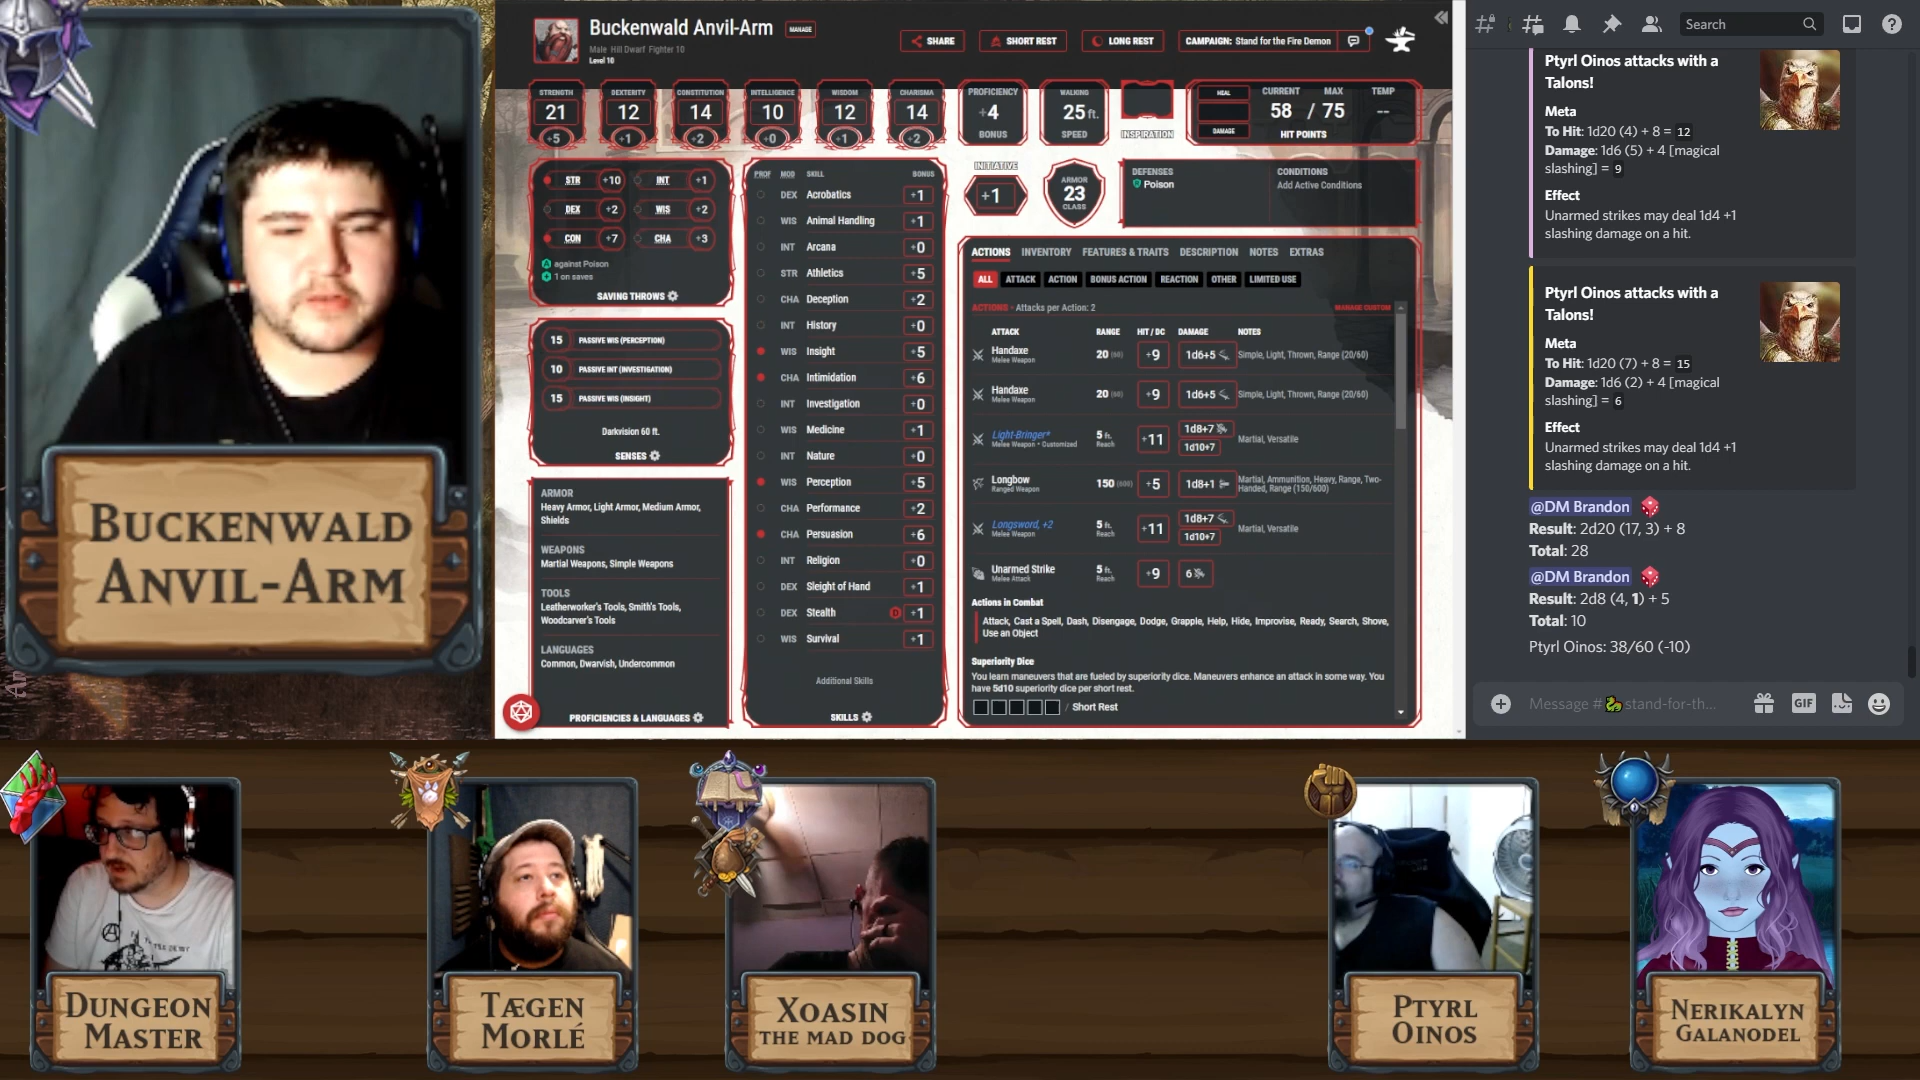 Buckenwald Anvil-Arm
MANAGE
Male Hill Dwarf Fighter 10
Level 10
SHARE
SHORT REST
LONG REST
CAMPAIGN: Stand for the Fire Demon
STRENGTH
21
+5
DEXTERITY
12
+1
CONSTITUTION
14
+2
INTELLIGENCE
10
+0
WISDOM
12
+1
CHARISMA
14
+2
PROFICIENCY
+4
BONUS
WALKING
25 ft.
SPEED
INSPIRATION
HEAL
DAMAGE
CURRENT MAX TEMP
58 / 75 --
HIT POINTS
STR +10 INT +1
DEX +2 WIS +2
CON +7 CHA +3
against Poison
1 on saves
SAVING THROWS
15 PASSIVE WIS (PERCEPTION)
10 PASSIVE INT (INVESTIGATION)
15 PASSIVE WIS (INSIGHT)
Darkvision 60 ft.
SENSES
ARMOR
Heavy Armor, Light Armor, Medium Armor,
Shields
WEAPONS
Martial Weapons, Simple Weapons
TOOLS
Leatherworker's Tools, Smith's Tools,
Woodcarver's Tools
LANGUAGES
Common, Dwarvish, Undercommon
PROFICIENCIES & LANGUAGES
PROF MOD SKILL BONUS
DEX Acrobatics +1
WIS Animal Handling +1
INT Arcana +0
STR Athletics +5
CHA Deception +2
INT History +0
WIS Insight +5
CHA Intimidation +6
INT Investigation +0
WIS Medicine +1
INT Nature +0
WIS Perception +5
CHA Performance +2
CHA Persuasion +6
INT Religion +0
DEX Sleight of Hand +1
DEX Stealth D +1
WIS Survival +1
Additional Skills
SKILLS
INITIATIVE
+1
ARMOR
23
CLASS
DEFENSES
Poison
CONDITIONS
Add Active Conditions
ACTIONS INVENTORY FEATURES & TRAITS DESCRIPTION NOTES EXTRAS
ALL ATTACK ACTION BONUS ACTION REACTION OTHER LIMITED USE
ACTIONS · Attacks per Action: 2
MANAGE CUSTOM
ATTACK RANGE HIT / DC DAMAGE NOTES
Handaxe 20 (60) +9 1d6+5 Simple, Light, Thrown, Range (20/60)
Melee Weapon
Handaxe 20 (60) +9 1d6+5 Simple, Light, Thrown, Range (20/60)
Melee Weapon
Light-Bringer* 5 ft. +11 1d8+7 Martial, Versatile
Melee Weapon • Customized Reach 1d10+7
Longbow 150 (600) +5 1d8+1 Martial, Ammunition, Heavy, Range, Two-
Ranged Weapon Handed, Range (150/600)
Longsword, +2 5 ft. +11 1d8+7 Martial, Versatile
Melee Weapon Reach 1d10+7
Unarmed Strike 5 ft. +9 6
Melee Attack Reach
Actions in Combat
Attack, Cast a Spell, Dash, Disengage, Dodge, Grapple, Help, Hide, Improvise, Ready, Search, Shove,
Use an Object
Superiority Dice
You learn maneuvers that are fueled by superiority dice. Maneuvers enhance an attack in some way. You
have 5d10 superiority dice per short rest.
/ Short Rest
Search
Ptyrl Oinos attacks with a
Talons!
Meta
To Hit: 1d20 (4) + 8 = 12
Damage: 1d6 (5) + 4 [magical
slashing] = 9
Effect
Unarmed strikes may deal 1d4 +1
slashing damage on a hit.
Ptyrl Oinos attacks with a
Talons!
Meta
To Hit: 1d20 (7) + 8 = 15
Damage: 1d6 (2) + 4 [magical
slashing] = 6
Effect
Unarmed strikes may deal 1d4 +1
slashing damage on a hit.
@DM Brandon
Result: 2d20 (17, 3) + 8
Total: 28
@DM Brandon
Result: 2d8 (4, 1) + 5
Total: 10
Ptyrl Oinos: 38/60 (-10)
Message #stand-for-th...
GIF
BUCKENWALD
ANVIL-ARM
DUNGEON
MASTER
TÆGEN
MORLÉ
XOASIN
THE MAD DOG
PTYRL
OINOS
NERIKALYN
GALANODEL